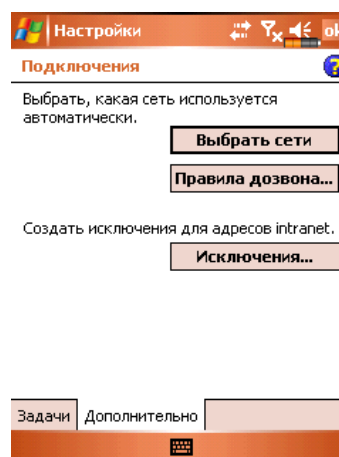 Настройки
ok
Подключения
Выбрать, какая сеть используется
автоматически.
Выбрать сети
Правила дозвона...
Создать исключения для адресов intranet.
Исключения...
Задачи Дополнительно